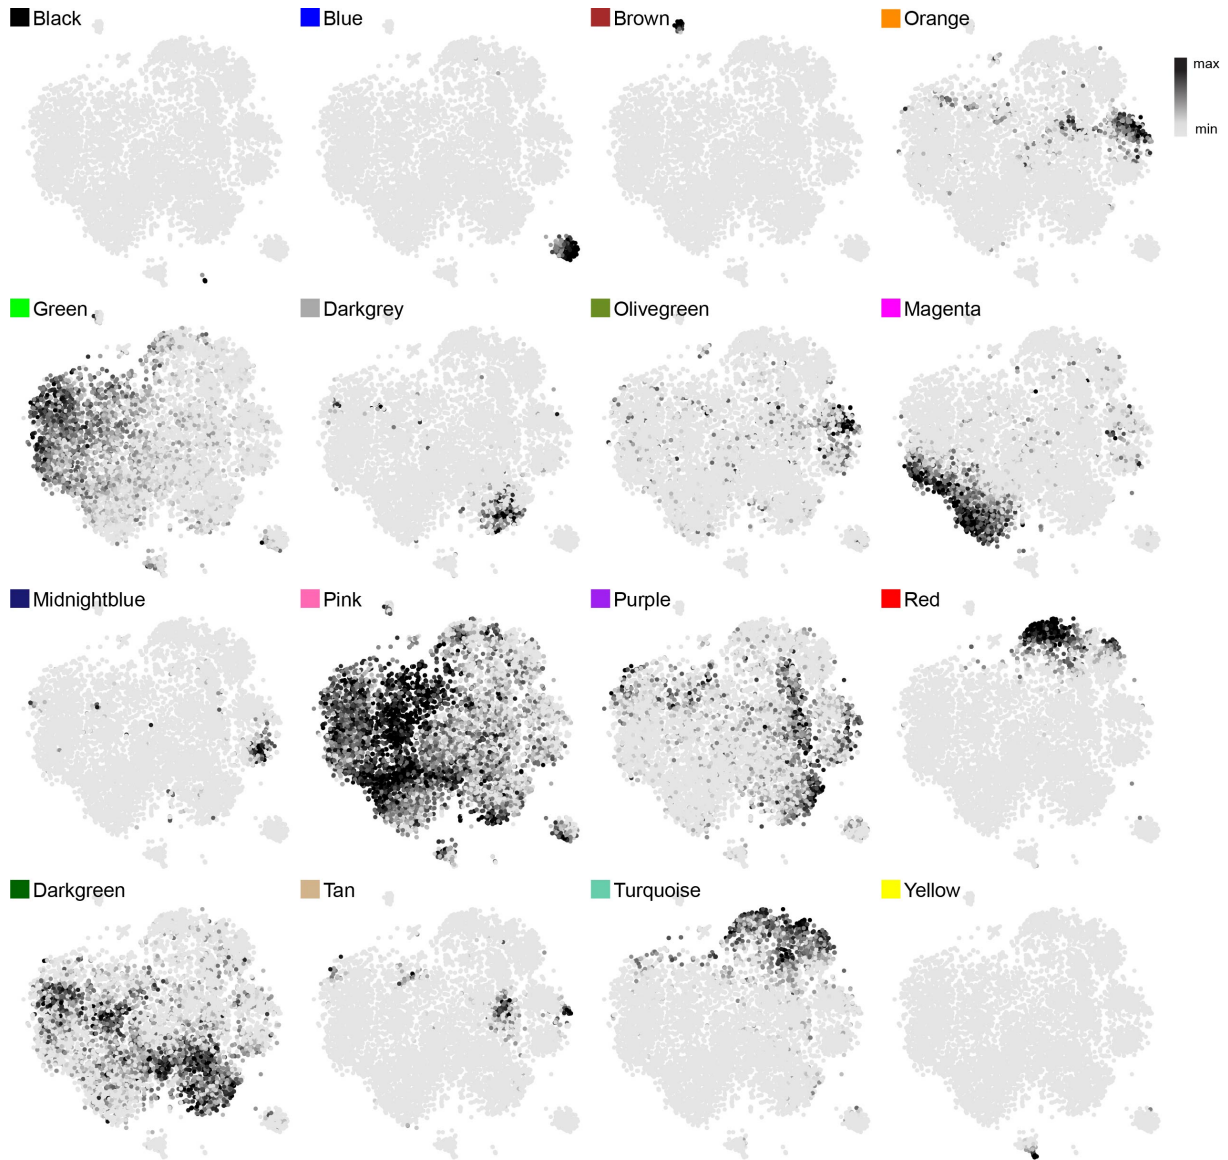 Black
Blue
Brown
Orange
max
min
Green
Darkgrey
Olivegreen
Magenta
Midnightblue
Pink
Purple
Red
Darkgreen
Tan
Turquoise
Yellow